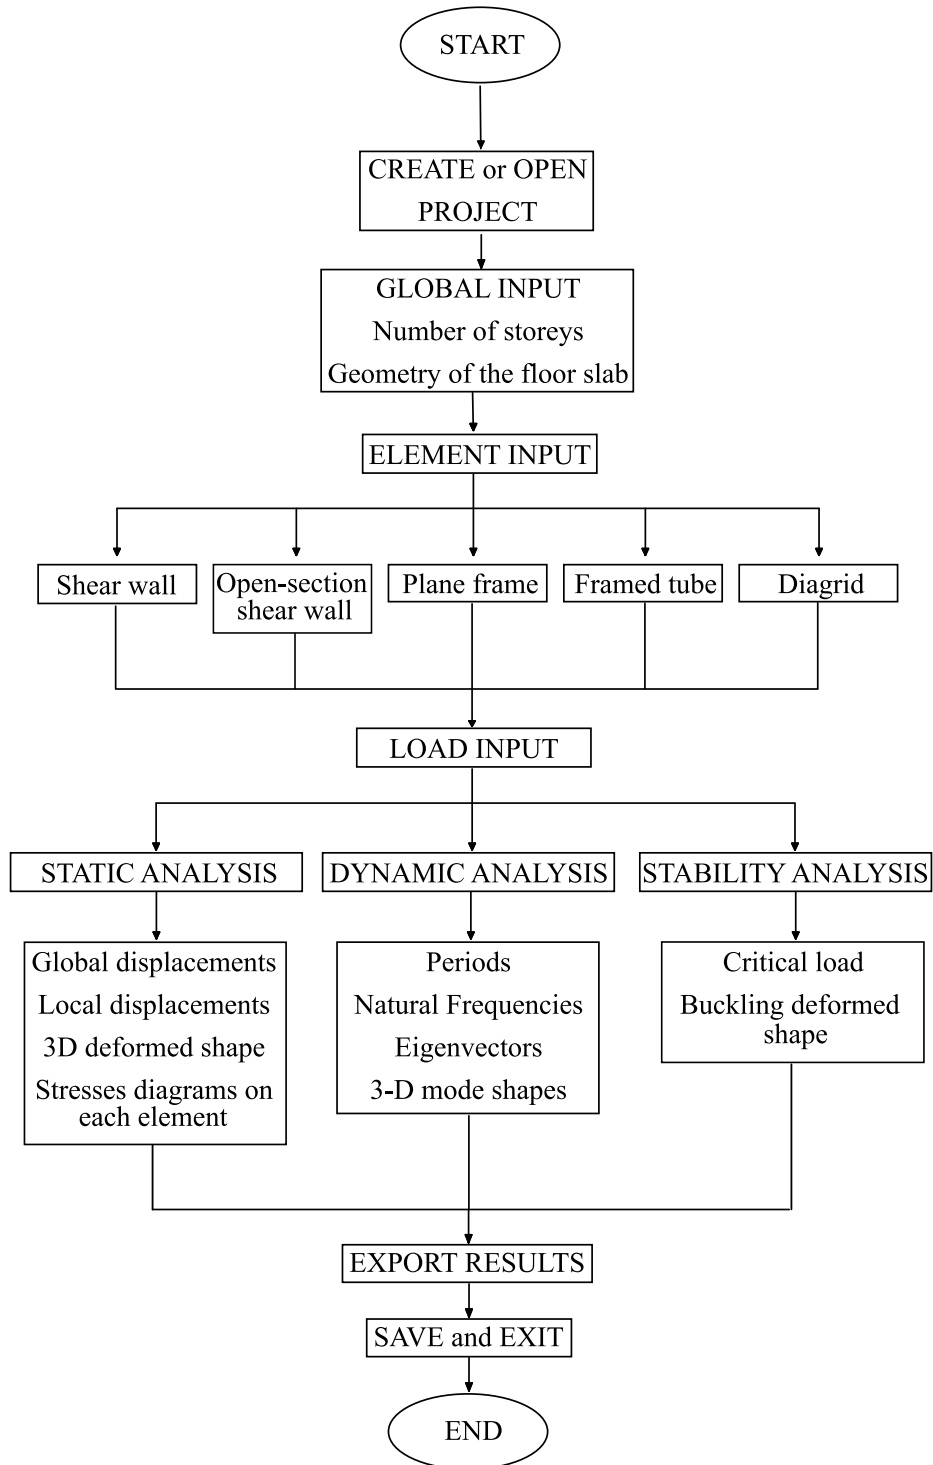 START
CREATE or OPEN
PROJECT
GLOBAL INPUT
Number of storeys
Geometry of the floor slab
ELEMENT INPUT
Shear wall
Open-section
shear wall
Plane frame
Framed tube
Diagrid
LOAD INPUT
STATIC ANALYSIS
DYNAMIC ANALYSIS
STABILITY ANALYSIS
Global displacements
Local displacements
3D deformed shape
Stresses diagrams on
each element
Periods
Natural Frequencies
Eigenvectors
3-D mode shapes
Critical load
Buckling deformed
shape
EXPORT RESULTS
SAVE and EXIT
END